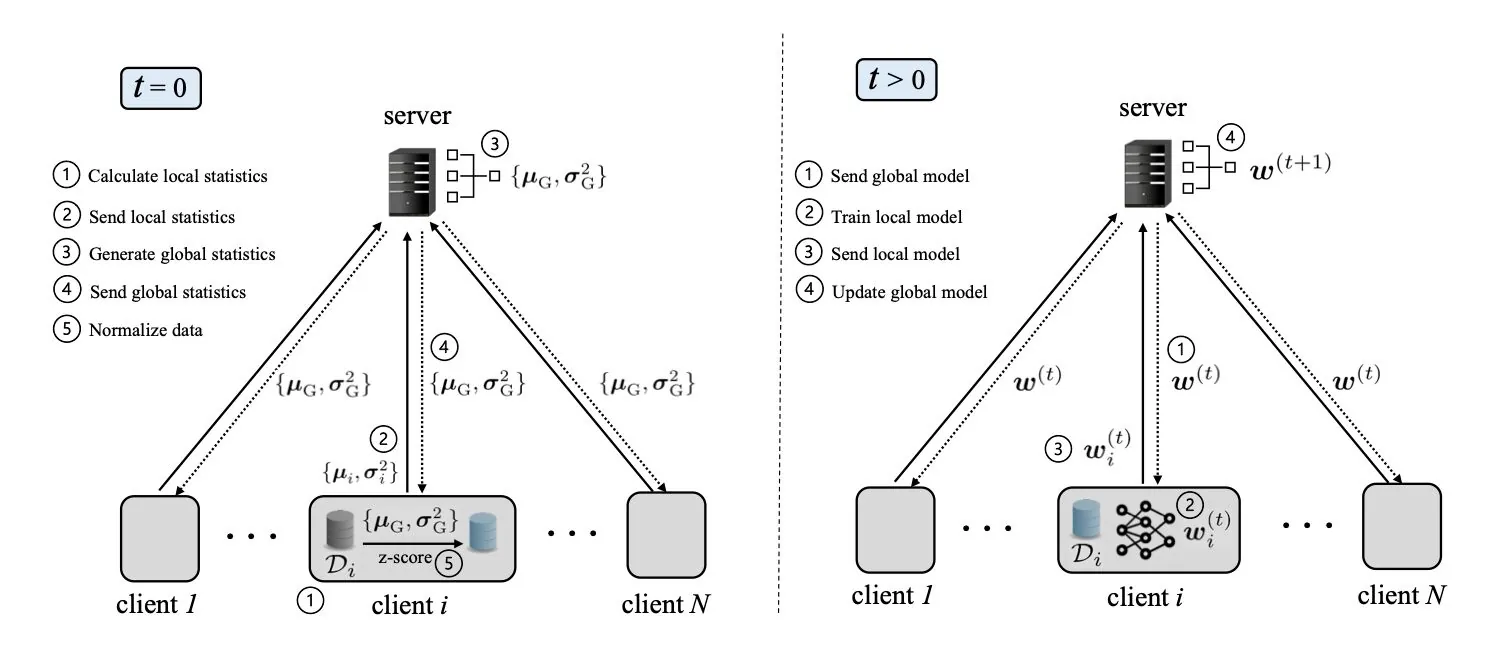 t = 0
server
③ {μ_G, σ²_G}
① Calculate local statistics
② Send local statistics
③ Generate global statistics
④ Send global statistics
⑤ Normalize data
④
{μ_G, σ²_G} {μ_G, σ²_G} {μ_G, σ²_G}
②
{μ_i, σ²_i}
{μ_G, σ²_G}
z-score ⑤
𝒟_i
. . . . . .
①
client 1 client i client N
t > 0
server
④ w^(t+1)
① Send global model
② Train local model
③ Send local model
④ Update global model
①
w^(t) w^(t) w^(t)
③ w_i^(t)
② w_i^(t)
𝒟_i
. . . . . .
client 1 client i client N